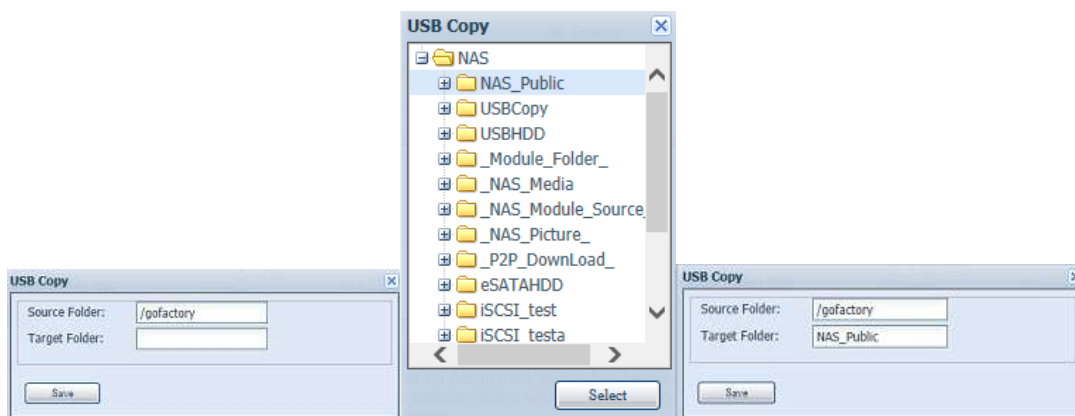 USB Copy
Source Folder: /gofactory
Target Folder:
Save
USB Copy
NAS
NAS_Public
USBCopy
USBHDD
_Module_Folder_
_NAS_Media
_NAS_Module_Source_
_NAS_Picture_
_P2P_DownLoad_
eSATAHDD
iSCSI_test
iSCSI_testa
Select
USB Copy
Source Folder: /gofactory
Target Folder: NAS_Public
Save